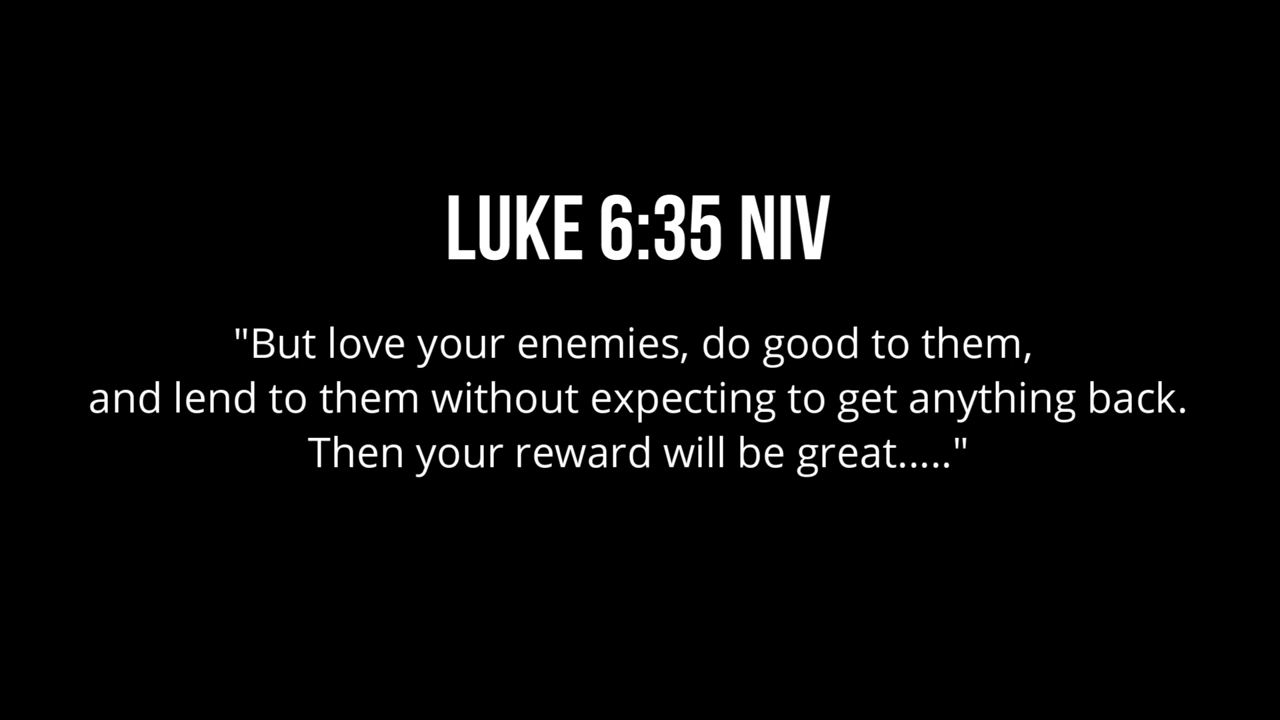 LUKE 6:35 NIV
"But love your enemies, do good to them,
and lend to them without expecting to get anything back.
Then your reward will be great....."